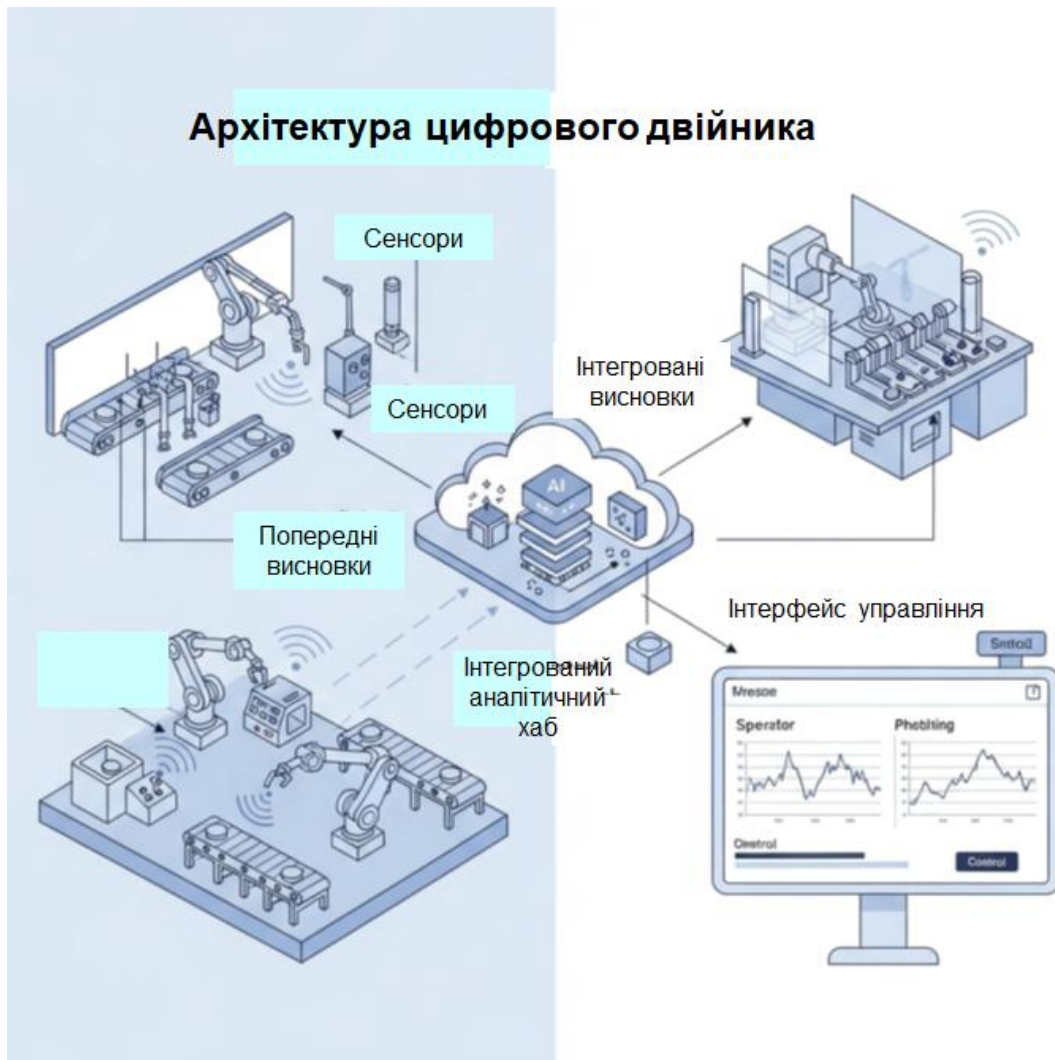 Архітектура цифрового двійника
Сенсори
Сенсори
Інтегровані
висновки
AI
Попередні
висновки
Інтерфейс управління
Інтегрований
аналітичний
хаб
Control